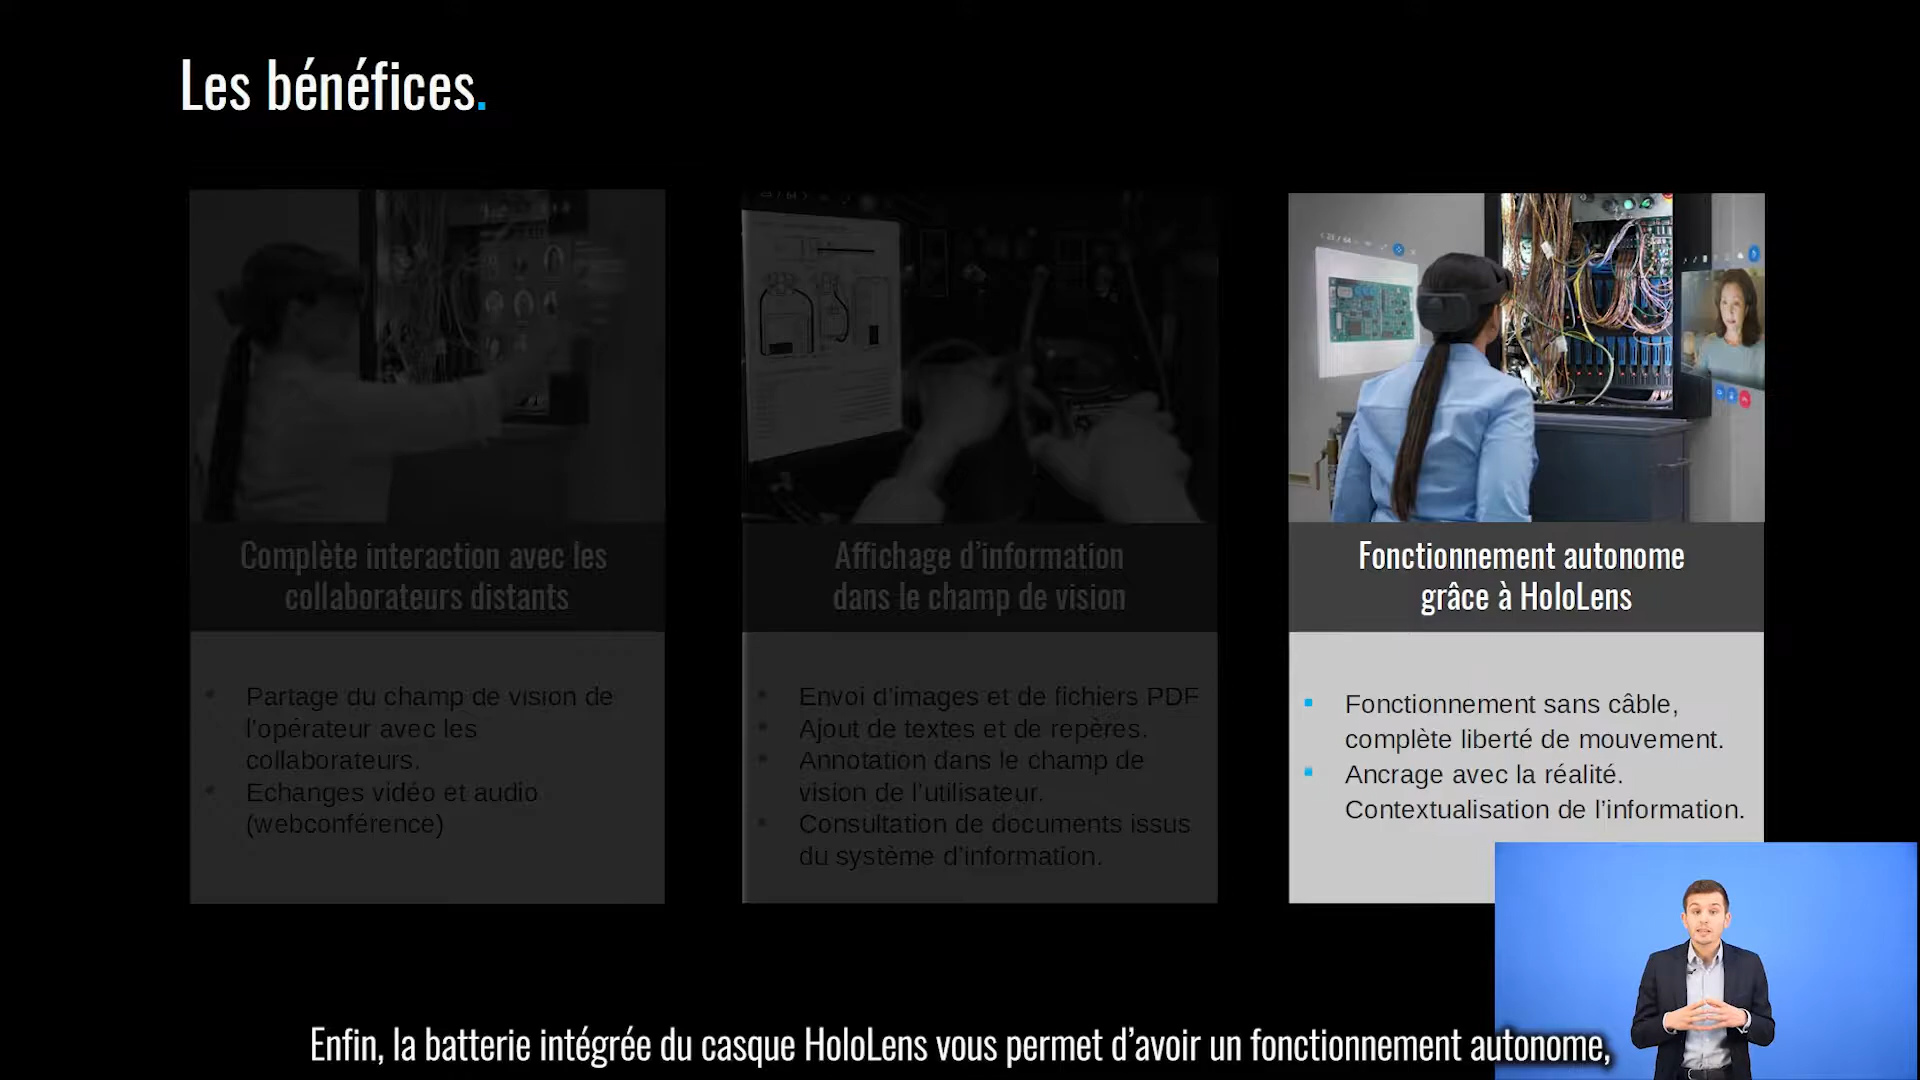 Les bénéfices.
Complète interaction avec les
collaborateurs distants
Partage du champ de vision de
l'opérateur avec les
collaborateurs.
Echanges vidéo et audio
(webconférence)
Affichage d'information
dans le champ de vision
Envoi d'images et de fichiers PDF
Ajout de textes et de repères.
Annotation dans le champ de
vision de l'utilisateur.
Consultation de documents issus
du système d'information.
Fonctionnement autonome
grâce à HoloLens
Fonctionnement sans câble,
complète liberté de mouvement.
Ancrage avec la réalité.
Contextualisation de l'information.
Enfin, la batterie intégrée du casque HoloLens vous permet d'avoir un fonctionnement autonome,